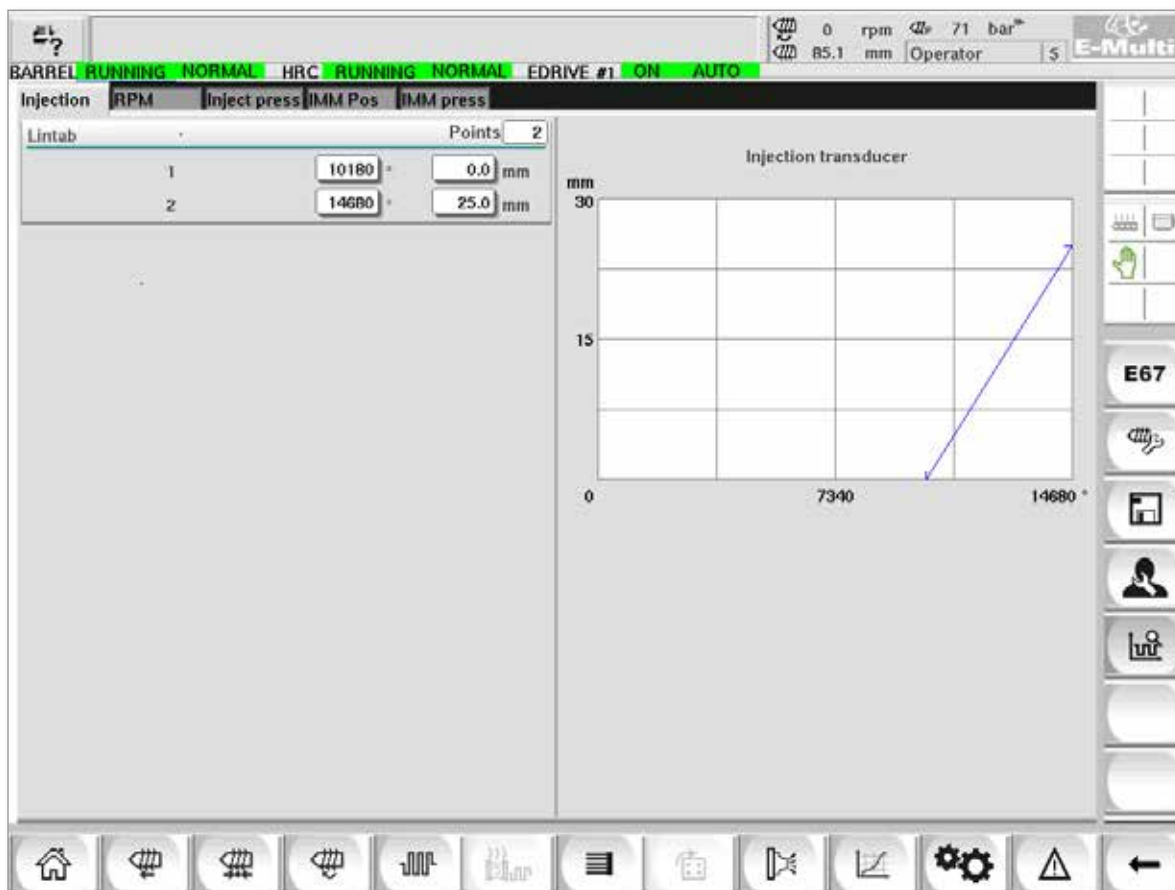 ?
0 rpm 71 bar
85.1 mm Operator 5
E-Multi
BARREL RUNNING NORMAL HRC RUNNING NORMAL EDRIVE #1 ON AUTO
Injection RPM Inject press IMM Pos IMM press
Lintab Points 2
1 10180 ° 0.0 mm
2 14680 ° 25.0 mm
Injection transducer
mm
30
15
0 7340 14680 °
E67